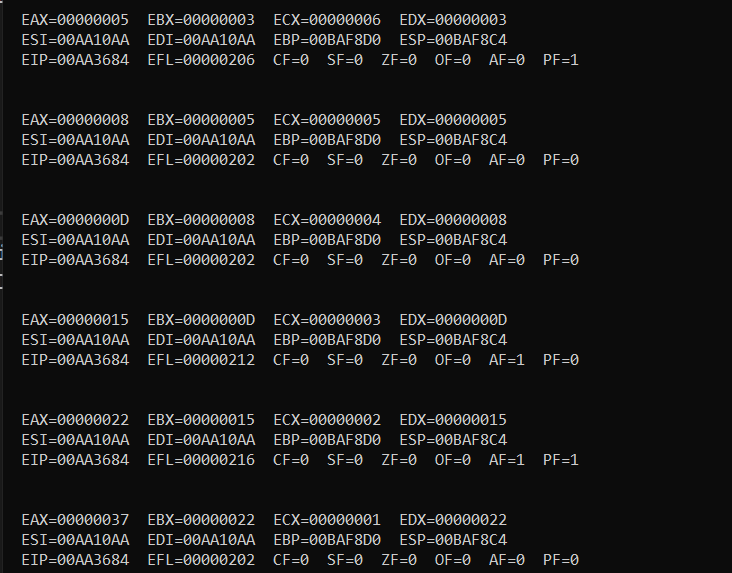 EAX=00000005  EBX=00000003  ECX=00000006  EDX=00000003
ESI=00AA10AA  EDI=00AA10AA  EBP=00BAF8D0  ESP=00BAF8C4
EIP=00AA3684  EFL=00000206  CF=0  SF=0  ZF=0  OF=0  AF=0  PF=1
EAX=00000008  EBX=00000005  ECX=00000005  EDX=00000005
ESI=00AA10AA  EDI=00AA10AA  EBP=00BAF8D0  ESP=00BAF8C4
EIP=00AA3684  EFL=00000202  CF=0  SF=0  ZF=0  OF=0  AF=0  PF=0
EAX=0000000D  EBX=00000008  ECX=00000004  EDX=00000008
ESI=00AA10AA  EDI=00AA10AA  EBP=00BAF8D0  ESP=00BAF8C4
EIP=00AA3684  EFL=00000202  CF=0  SF=0  ZF=0  OF=0  AF=0  PF=0
EAX=00000015  EBX=0000000D  ECX=00000003  EDX=0000000D
ESI=00AA10AA  EDI=00AA10AA  EBP=00BAF8D0  ESP=00BAF8C4
EIP=00AA3684  EFL=00000212  CF=0  SF=0  ZF=0  OF=0  AF=1  PF=0
EAX=00000022  EBX=00000015  ECX=00000002  EDX=00000015
ESI=00AA10AA  EDI=00AA10AA  EBP=00BAF8D0  ESP=00BAF8C4
EIP=00AA3684  EFL=00000216  CF=0  SF=0  ZF=0  OF=0  AF=1  PF=1
EAX=00000037  EBX=00000022  ECX=00000001  EDX=00000022
ESI=00AA10AA  EDI=00AA10AA  EBP=00BAF8D0  ESP=00BAF8C4
EIP=00AA3684  EFL=00000202  CF=0  SF=0  ZF=0  OF=0  AF=0  PF=0